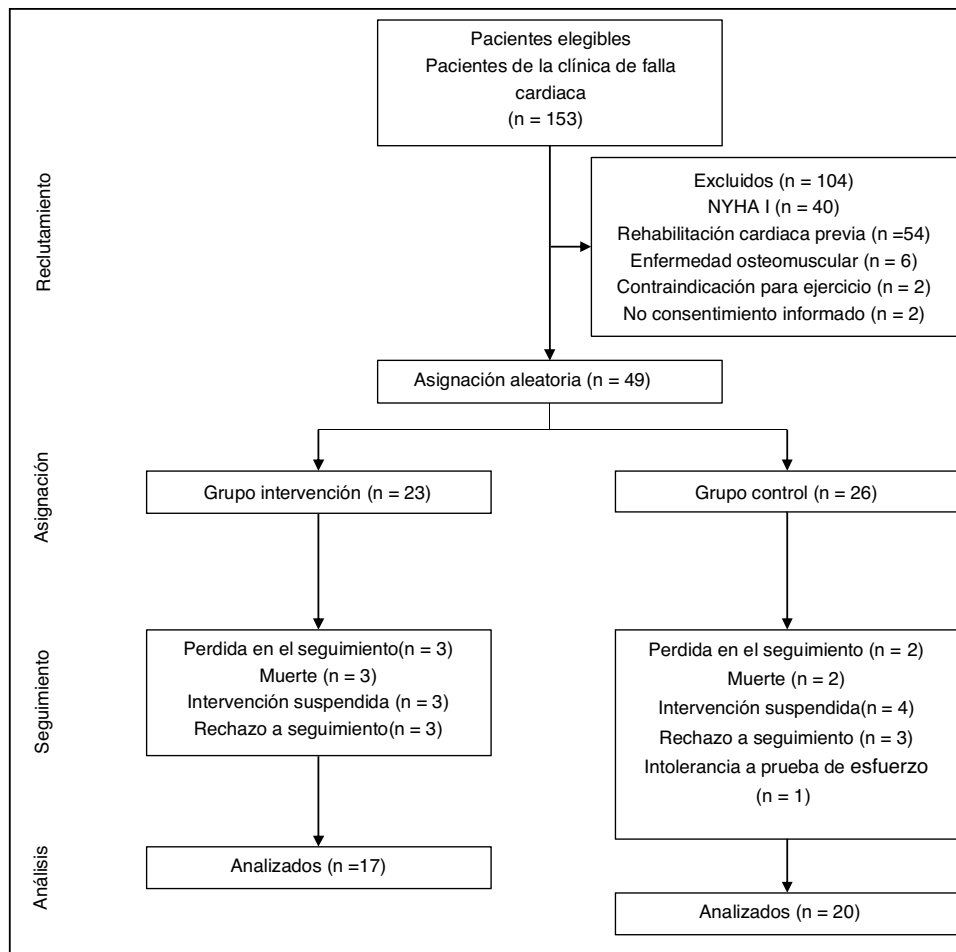 Pacientes elegibles
Pacientes de la clínica de falla
cardiaca
(n = 153)
Reclutamiento
Excluidos (n = 104)
NYHA I (n = 40)
Rehabilitación cardiaca previa (n =54)
Enfermedad osteomuscular (n = 6)
Contraindicación para ejercicio (n = 2)
No consentimiento informado (n = 2)
Asignación aleatoria (n = 49)
Asignación
Grupo intervención (n = 23)
Grupo control (n = 26)
Seguimiento
Perdida en el seguimiento(n = 3)
Muerte (n = 3)
Intervención suspendida (n = 3)
Rechazo a seguimiento(n = 3)
Perdida en el seguimiento (n = 2)
Muerte (n = 2)
Intervención suspendida(n = 4)
Rechazo a seguimiento (n = 3)
Intolerancia a prueba de esfuerzo
(n = 1)
Análisis
Analizados (n =17)
Analizados (n = 20)